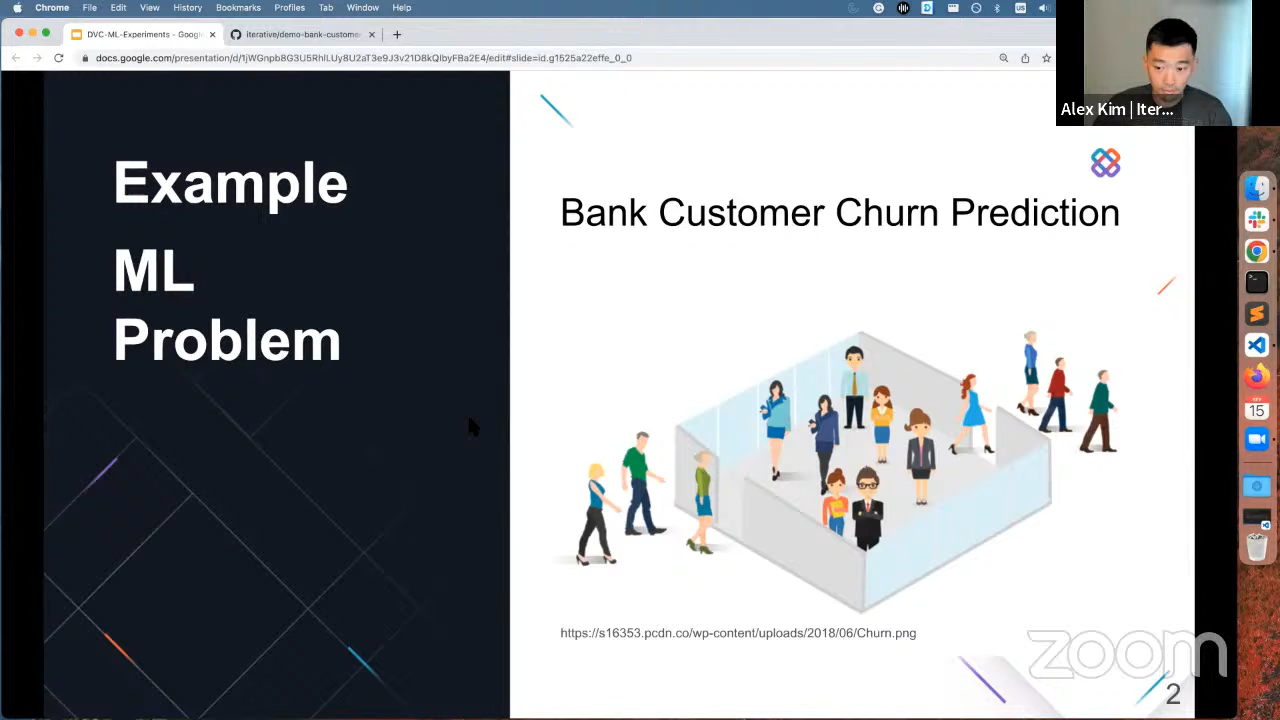 Chrome File Edit View History Bookmarks Profiles Tab Window Help
DVC-ML-Experiments - Google
iterative/demo-bank-custome
docs.google.com/presentation/d/1jWGnpb8G3U5RhlLUy8U2aT3e9J3v21D8kQIbyFBa2E4/edit#slide=id.g1525a22effe_0_0
Alex Kim | Iter...
Example
ML
Problem
Bank Customer Churn Prediction
https://s16353.pcdn.co/wp-content/uploads/2018/06/Churn.png
15
zoom
2